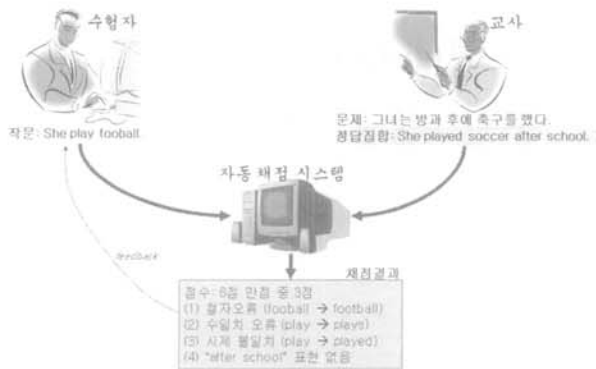 수험자
교사
작문: She play fooball.
문제: 그녀는 방과 후에 축구를 했다.
정답집합: She played soccer after school.
자동 채점 시스템
feedback
채점결과
점수: 6점 만점 중 3점
(1) 철자오류 (fooball → football)
(2) 수일치 오류 (play → plays)
(3) 시제 불일치 (play → played)
(4) "after school" 표현 없음